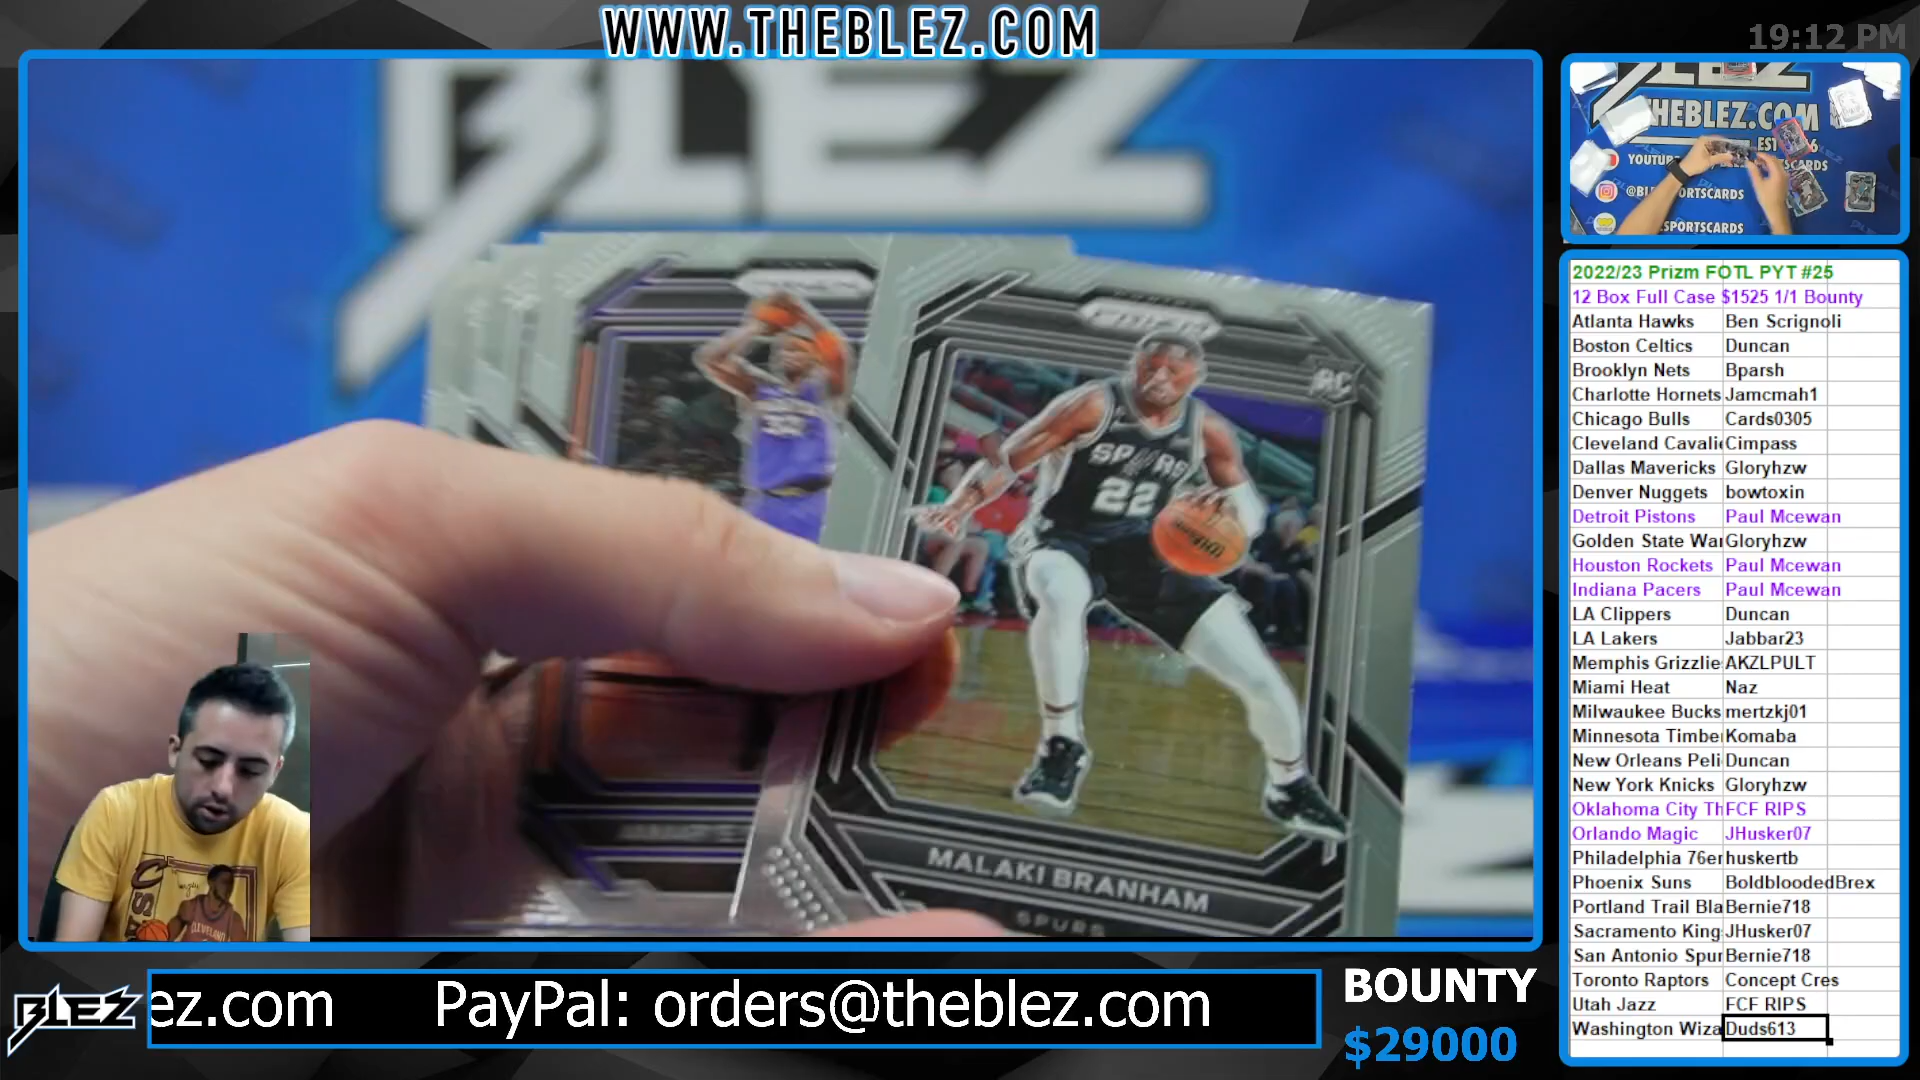 WWW.THEBLEZ.COM
19:12 PM
BLEZ
THEBLEZ.COM
YOUTUBE
SPORTSCARDS
2022/23 Prizm FOTL PYT #25
12 Box Full Case $1525 1/1 Bounty
Atlanta Hawks Ben Scrignoli
Boston Celtics Duncan
Brooklyn Nets Bparsh
Charlotte Hornets Jamcmah1
Chicago Bulls Cards0305
Cleveland Cavalie Cimpass
Dallas Mavericks Gloryhzw
Denver Nuggets bowtoxin
Detroit Pistons Paul Mcewan
Golden State War Gloryhzw
Houston Rockets Paul Mcewan
Indiana Pacers Paul Mcewan
LA Clippers Duncan
LA Lakers Jabbar23
Memphis Grizzlie AKZLPULT
Miami Heat Naz
Milwaukee Bucks mertzkj01
Minnesota Timbe Komaba
New Orleans Peli Duncan
New York Knicks Gloryhzw
Oklahoma City Th FCF RIPS
Orlando Magic JHusker07
Philadelphia 76er huskertb
Phoenix Suns BoldbloodedBrex
Portland Trail Bla Bernie718
Sacramento King JHusker07
San Antonio Spur Bernie718
Toronto Raptors Concept Cres
Utah Jazz FCF RIPS
Washington Wiza Duds613
PRIZM
RC
SPURS
22
MALAKI BRANHAM
SPURS
BLEZ
ez.com PayPal: orders@theblez.com
BOUNTY
$29000